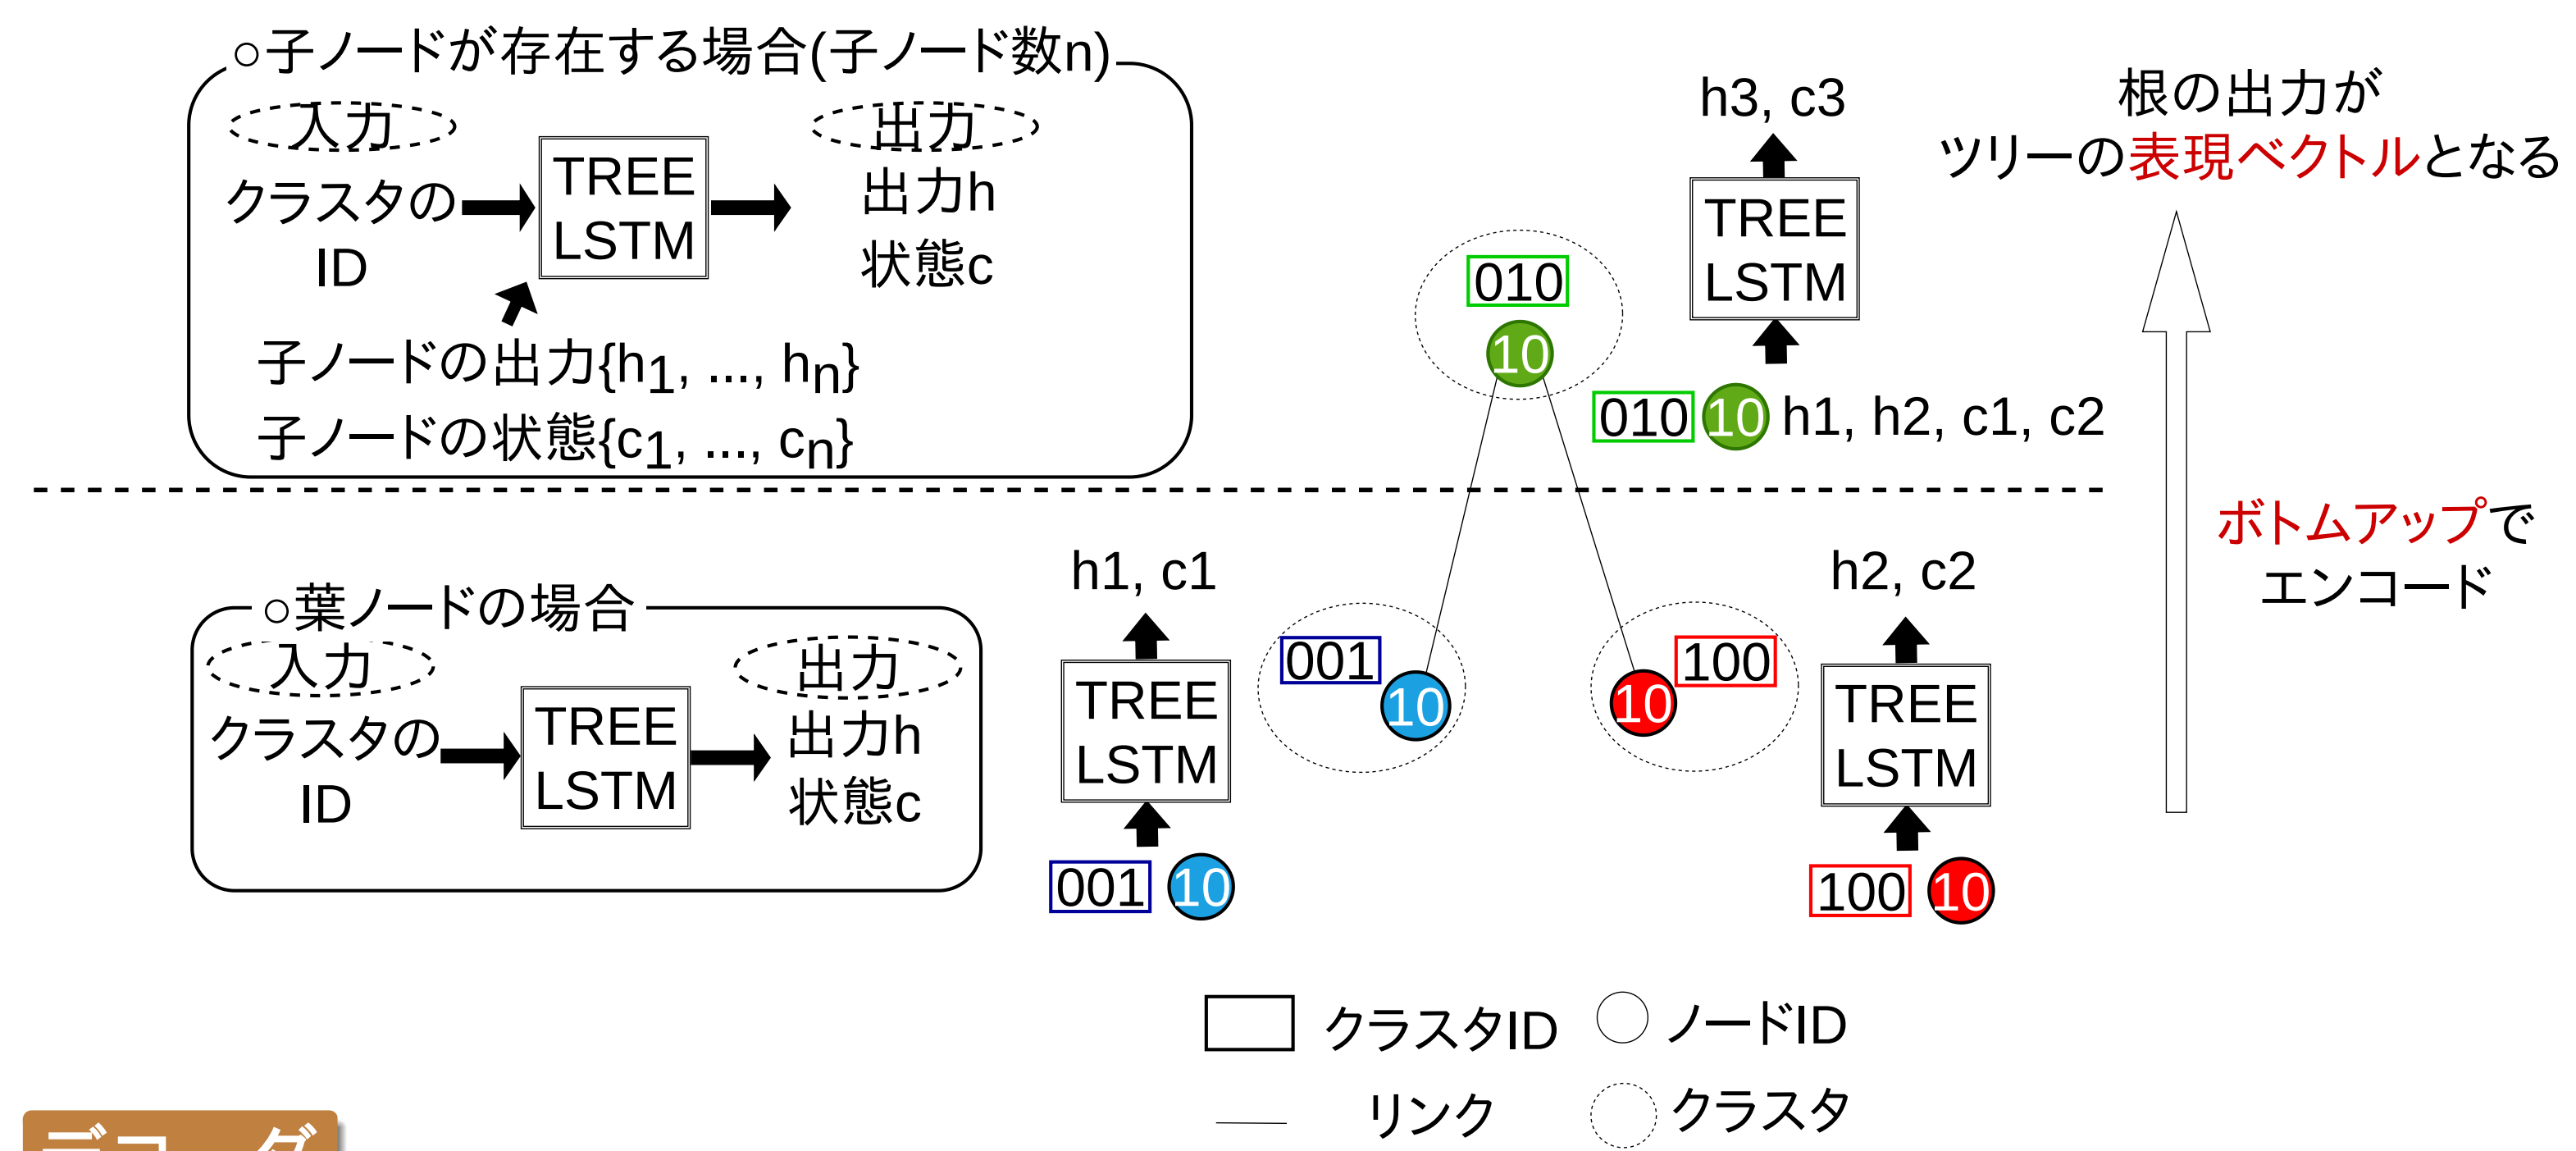 ○子ノードが存在する場合(子ノード数n)
入力
クラスタの
ID
TREE
LSTM
出力
出力h
状態c
子ノードの出力{h1, ..., hn}
子ノードの状態{c1, ..., cn}
h3, c3
TREE
LSTM
010
10
010 10 h1, h2, c1, c2
根の出力が
ツリーの表現ベクトルとなる
ボトムアップで
エンコード
○葉ノードの場合
入力
クラスタの
ID
TREE
LSTM
出力
出力h
状態c
h1, c1
TREE
LSTM
001 10
001
10
100
10
h2, c2
TREE
LSTM
100 10
クラスタID
ノードID
リンク
クラスタ